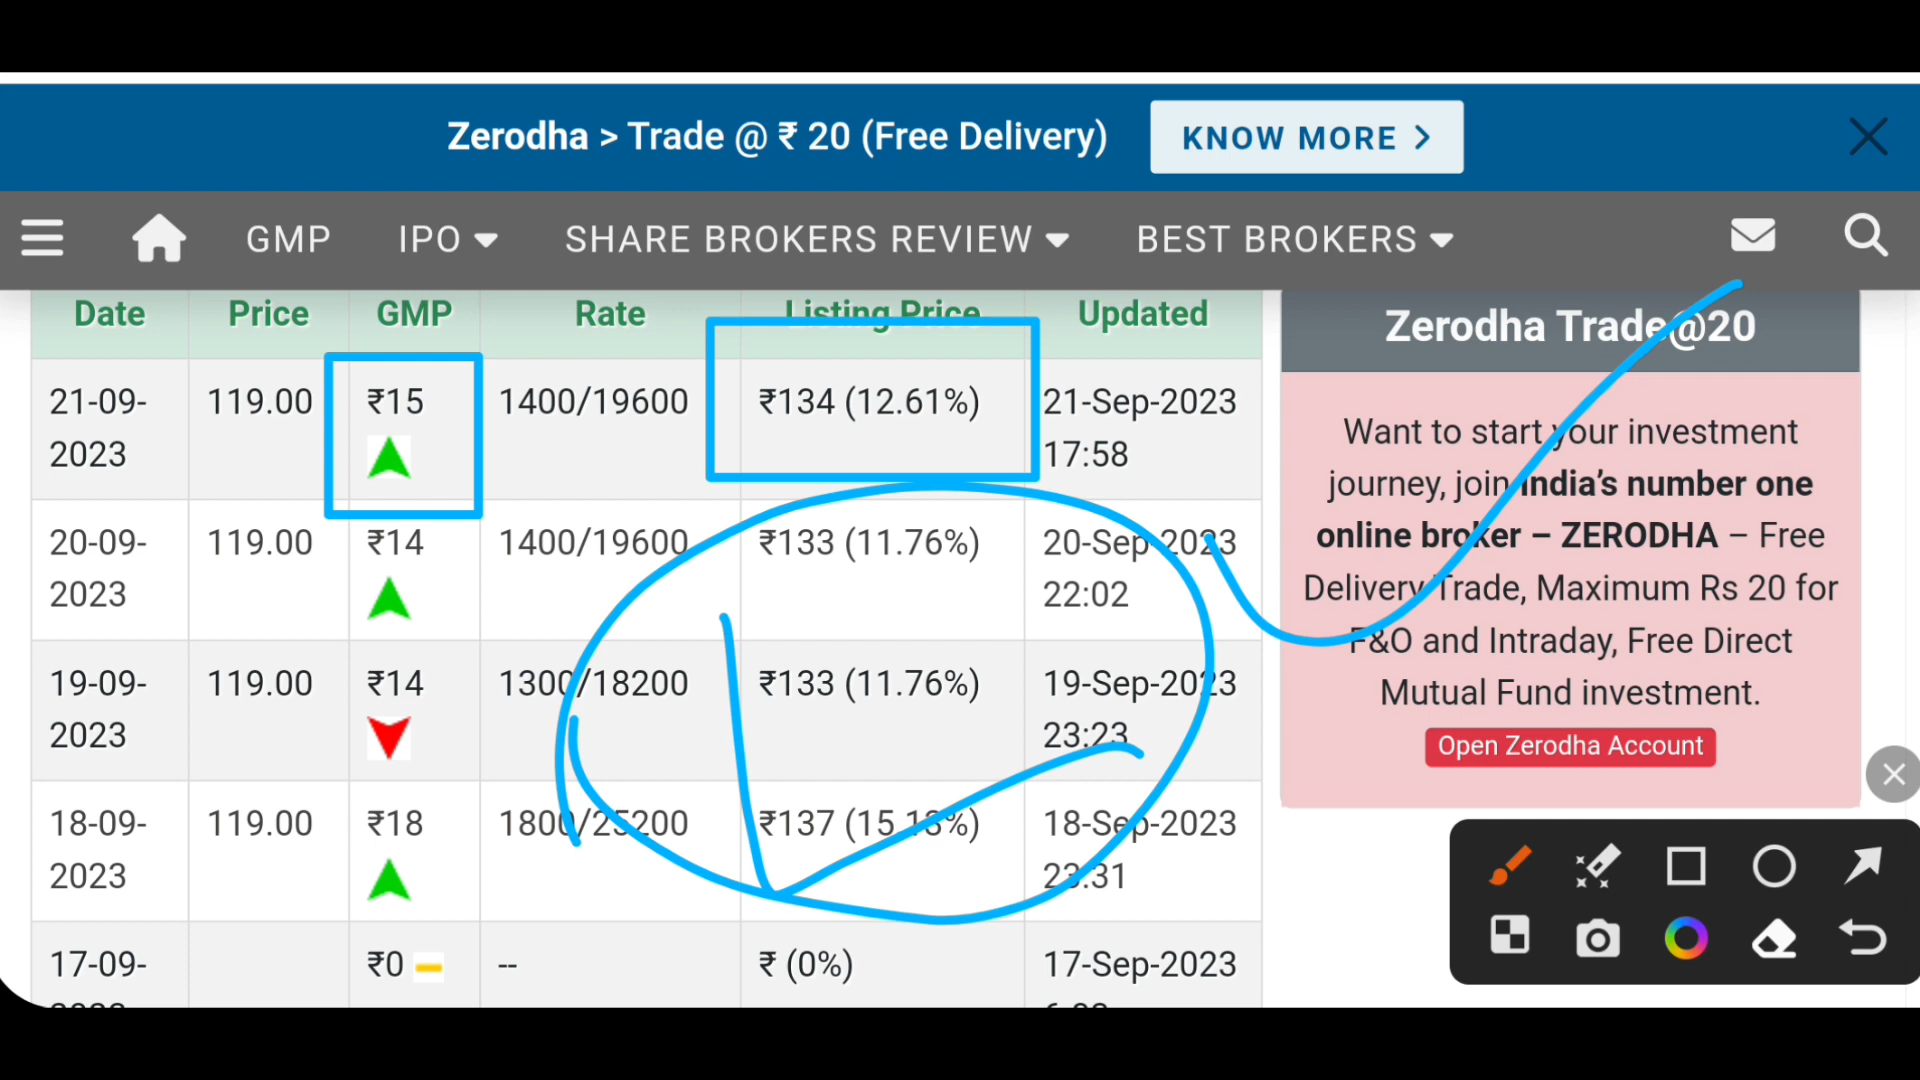 Zerodha > Trade @ ₹ 20 (Free Delivery)
KNOW MORE
GMP
IPO
SHARE BROKERS REVIEW
BEST BROKERS
Date Price GMP Rate Listing Price Updated
21-09-2023 119.00 ₹15 1400/19600 ₹134 (12.61%) 21-Sep-2023 17:58
20-09-2023 119.00 ₹14 1400/19600 ₹133 (11.76%) 20-Sep-2023 22:02
19-09-2023 119.00 ₹14 1300/18200 ₹133 (11.76%) 19-Sep-2023 23:23
18-09-2023 119.00 ₹18 1800/25200 ₹137 (15.13%) 18-Sep-2023 23:31
17-09- ₹0 -- ₹ (0%) 17-Sep-2023
Zerodha Trade@20
Want to start your investment
journey, join India's number one
online broker – ZERODHA – Free
Delivery Trade, Maximum Rs 20 for
F&O and Intraday, Free Direct
Mutual Fund investment.
Open Zerodha Account